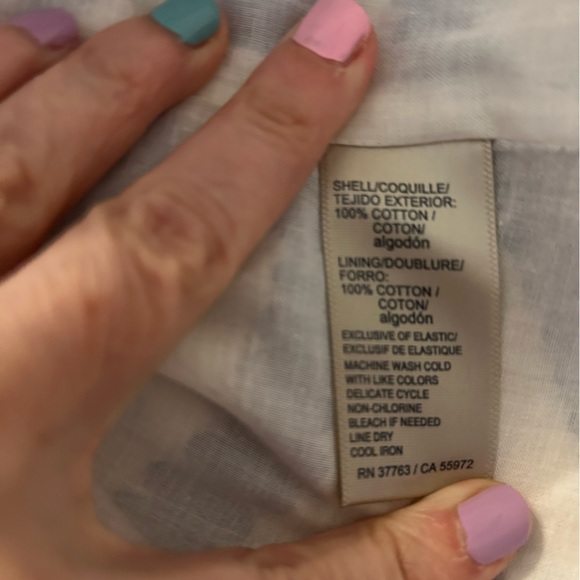 SHELL/COQUILLE/
TEJIDO EXTERIOR:
100% COTTON /
COTON/
algodón
LINING/DOUBLURE/
FORRO:
100% COTTON /
COTON/
algodón
EXCLUSIVE OF ELASTIC/
EXCLUSIF DE ELASTIQUE
MACHINE WASH COLD
WITH LIKE COLORS
DELICATE CYCLE
NON-CHLORINE
BLEACH IF NEEDED
LINE DRY
COOL IRON
RN 37763 / CA 55972